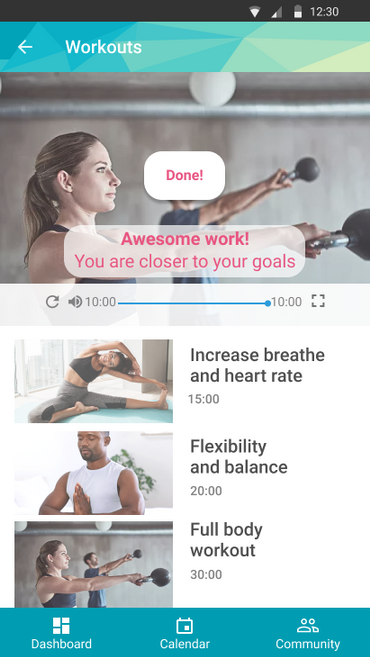 12:30
Workouts
Done!
Awesome work!
You are closer to your goals
10:00 10:00
Increase breathe
and heart rate
15:00
Flexibility
and balance
20:00
Full body
workout
30:00
Dashboard Calendar Community